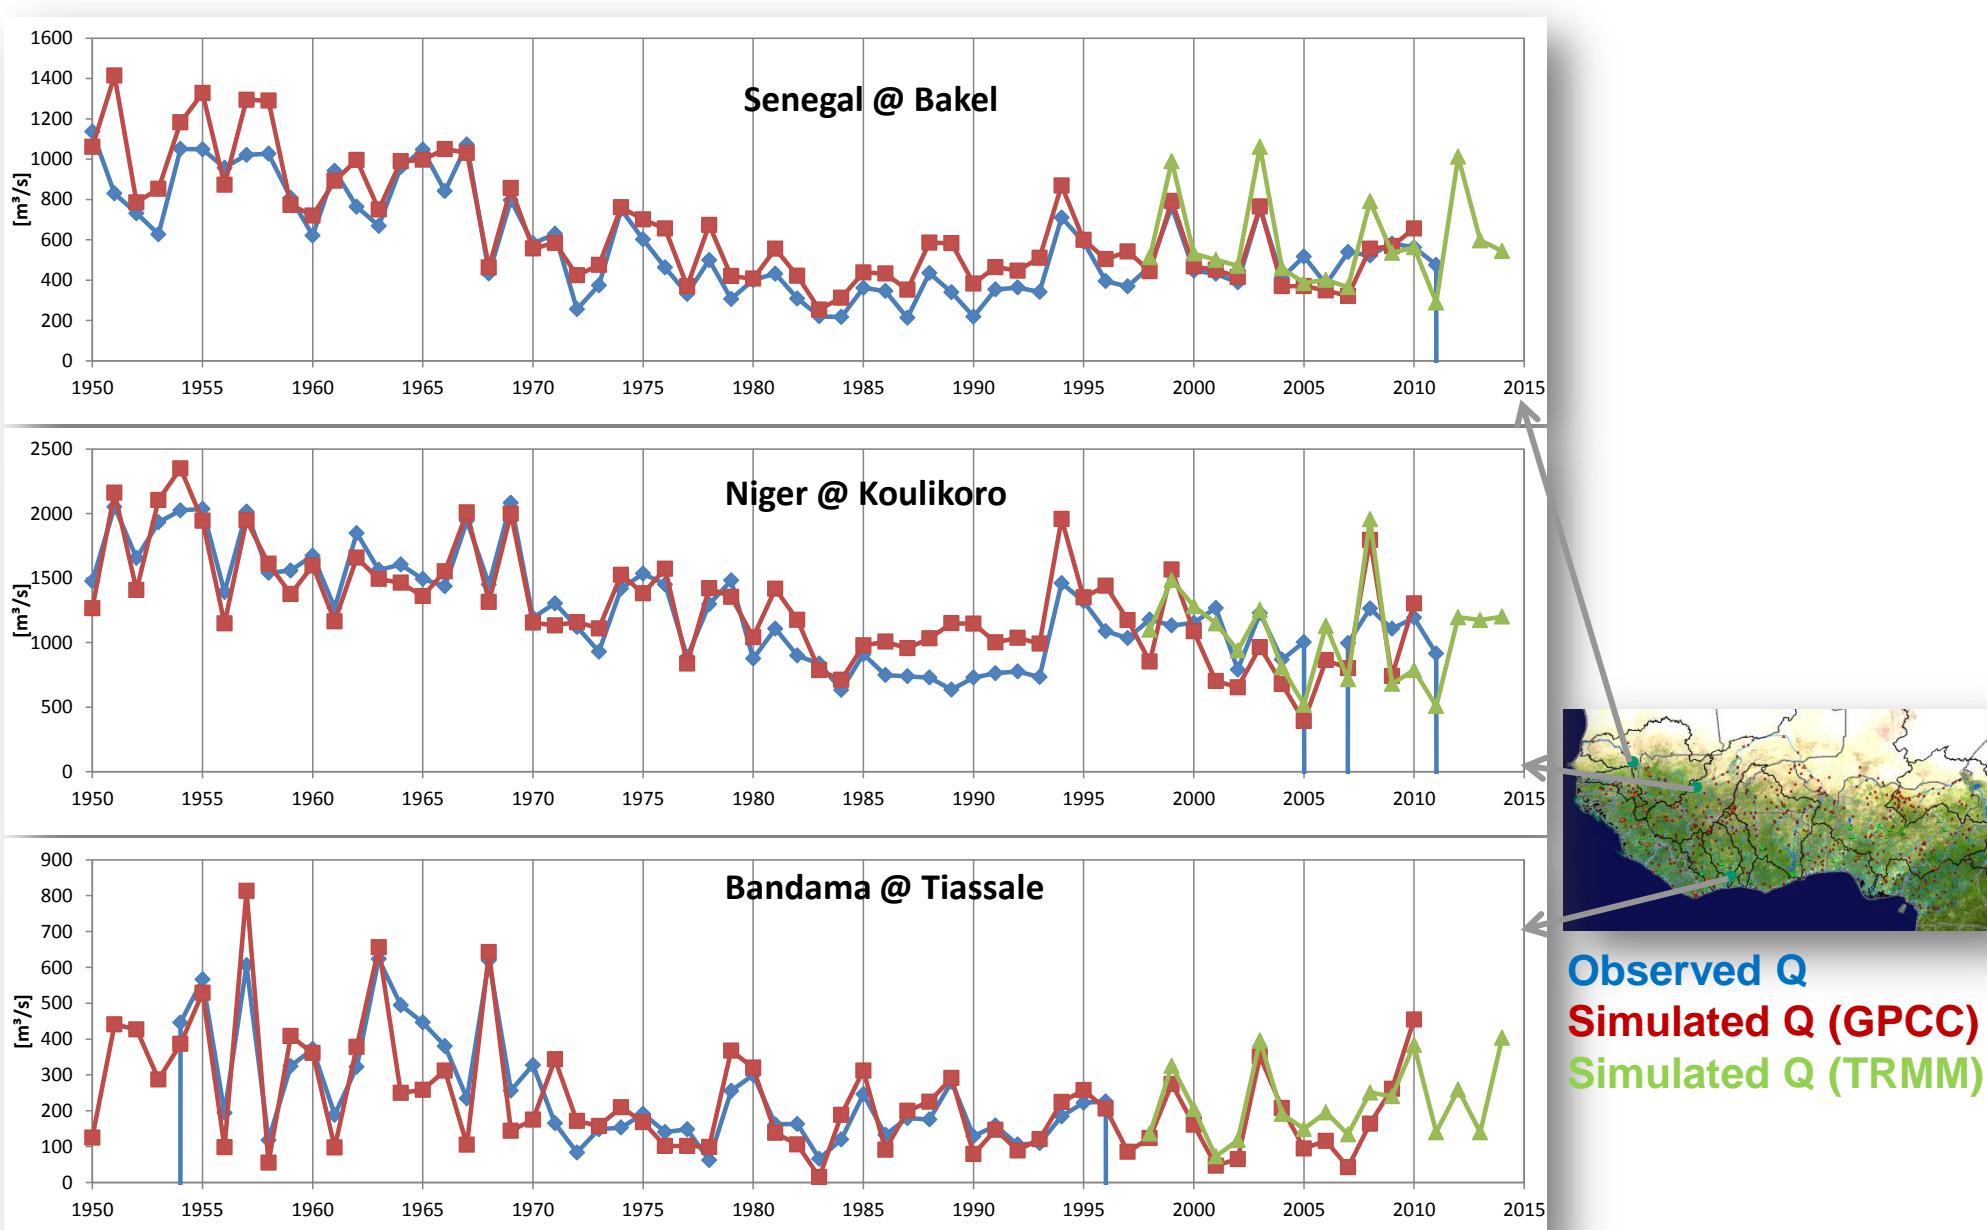 1600
1400
1200
1000
800
600
400
200
0
[m³/s]
Senegal @ Bakel
1950 1955 1960 1965 1970 1975 1980 1985 1990 1995 2000 2005 2010 2015
2500
2000
1500
1000
500
0
[m³/s]
Niger @ Koulikoro
1950 1955 1960 1965 1970 1975 1980 1985 1990 1995 2000 2005 2010 2015
900
800
700
600
500
400
300
200
100
0
[m³/s]
Bandama @ Tiassale
1950 1955 1960 1965 1970 1975 1980 1985 1990 1995 2000 2005 2010 2015
Observed Q
Simulated Q (GPCC)
Simulated Q (TRMM)